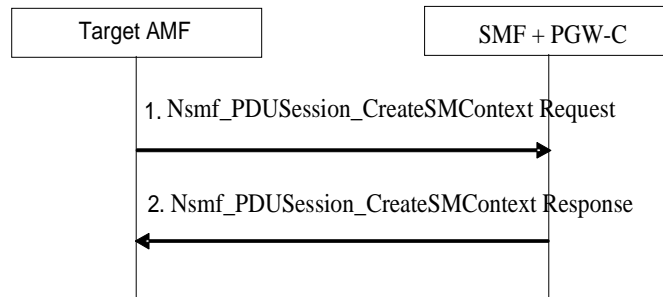 Target AMF
SMF + PGW-C
1. Nsmf_PDUSession_CreateSMContext Request
2. Nsmf_PDUSession_CreateSMContext Response